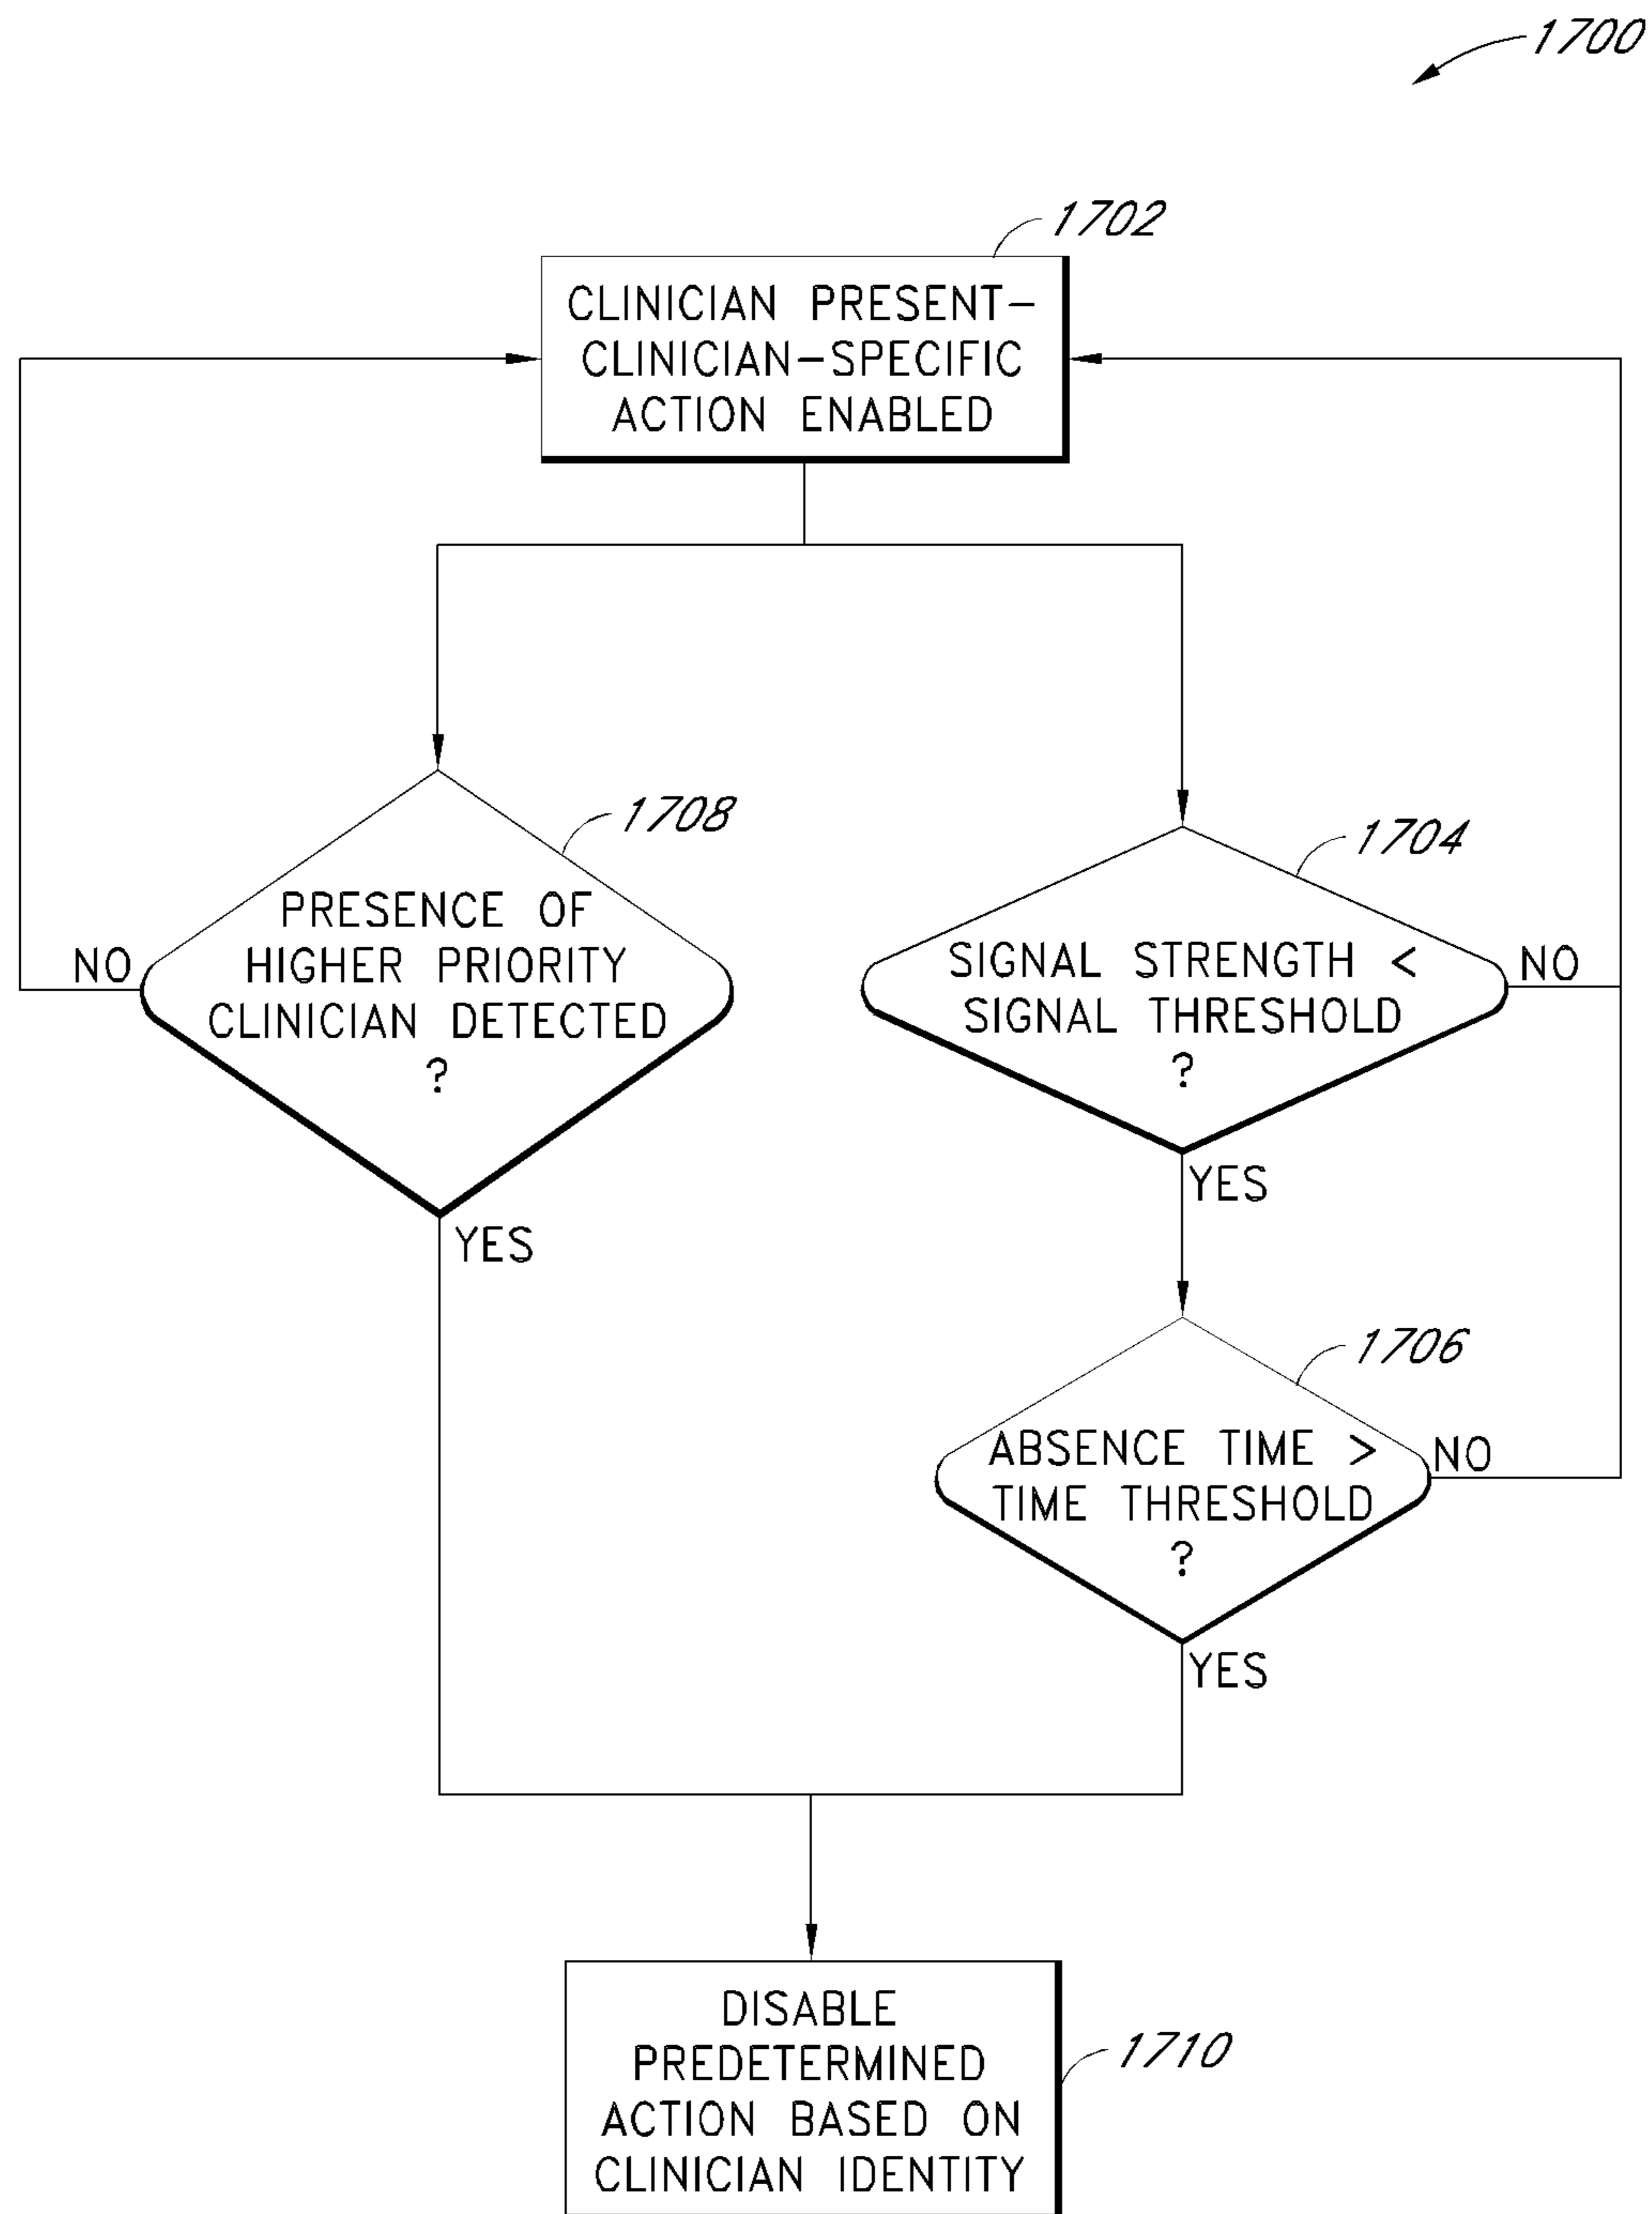 1700
1702
CLINICIAN PRESENT-
CLINICIAN-SPECIFIC
ACTION ENABLED
1708
PRESENCE OF
HIGHER PRIORITY
CLINICIAN DETECTED
?
NO
YES
1704
SIGNAL STRENGTH <
SIGNAL THRESHOLD
?
NO
YES
1706
ABSENCE TIME >
TIME THRESHOLD
?
NO
YES
1710
DISABLE
PREDETERMINED
ACTION BASED ON
CLINICIAN IDENTITY